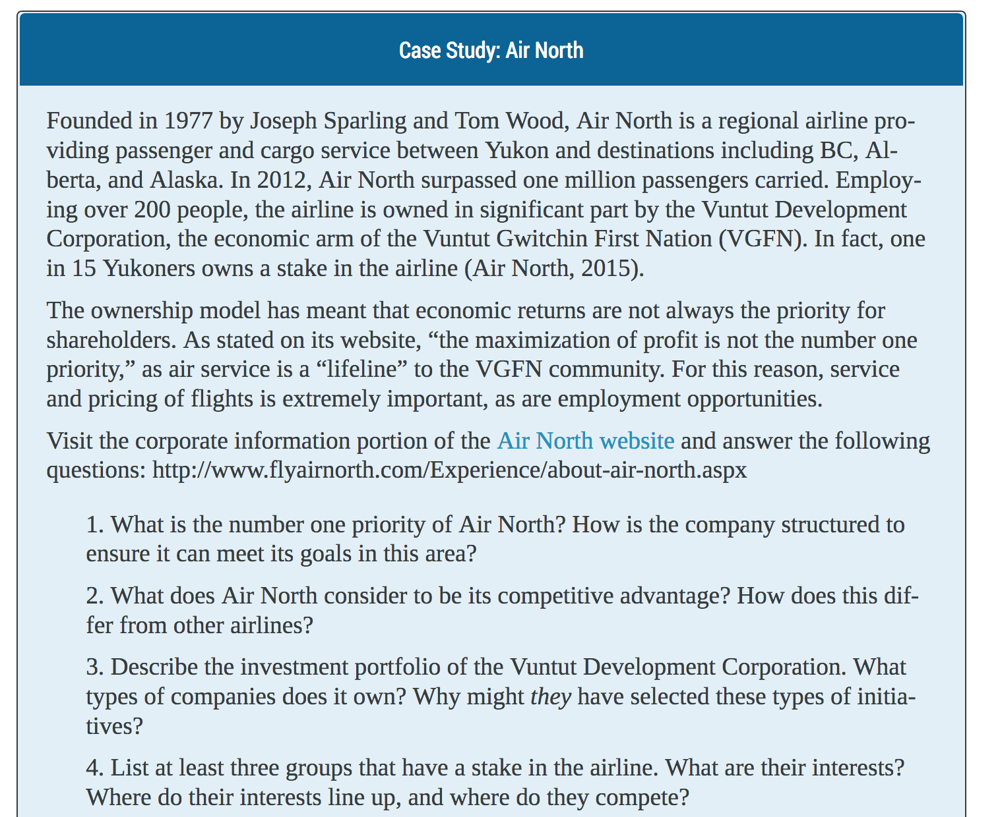 Case Study: Air North
Founded in 1977 by Joseph Sparling and Tom Wood, Air North is a regional airline pro-
viding passenger and cargo service between Yukon and destinations including BC, Al-
berta, and Alaska. In 2012, Air North surpassed one million passengers carried. Employ-
ing over 200 people, the airline is owned in significant part by the Vuntut Development
Corporation, the economic arm of the Vuntut Gwitchin First Nation (VGFN). In fact, one
in 15 Yukoners owns a stake in the airline (Air North, 2015).
The ownership model has meant that economic returns are not always the priority for
shareholders. As stated on its website, “the maximization of profit is not the number one
priority,” as air service is a “lifeline” to the VGFN community. For this reason, service
and pricing of flights is extremely important, as are employment opportunities.
Visit the corporate information portion of the Air North website and answer the following
questions: http://www.flyairnorth.com/Experience/about-air-north.aspx
1. What is the number one priority of Air North? How is the company structured to
ensure it can meet its goals in this area?
2. What does Air North consider to be its competitive advantage? How does this dif-
fer from other airlines?
3. Describe the investment portfolio of the Vuntut Development Corporation. What
types of companies does it own? Why might they have selected these types of initia-
tives?
4. List at least three groups that have a stake in the airline. What are their interests?
Where do their interests line up, and where do they compete?